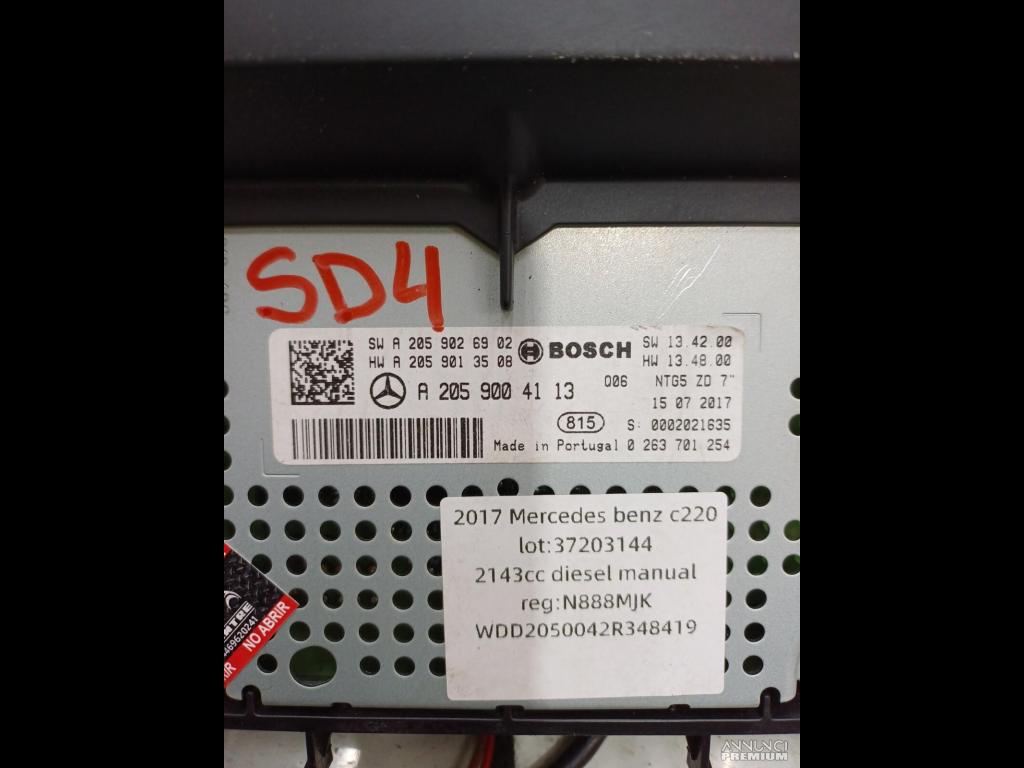 SD4
SW A 205 902 69 02
HW A 205 901 35 08
BOSCH
SW 13.42.00
HW 13.48.00
A 205 900 41 13
Q06
NTG5 ZD 7"
15 07 2017
815
S: 0002021635
Made in Portugal 0 263 701 254
2017 Mercedes benz c220
lot:37203144
2143cc diesel manual
reg:N888MJK
WDD2050042R348419
NO ABRIR
ANNUNCI
PREMIUM